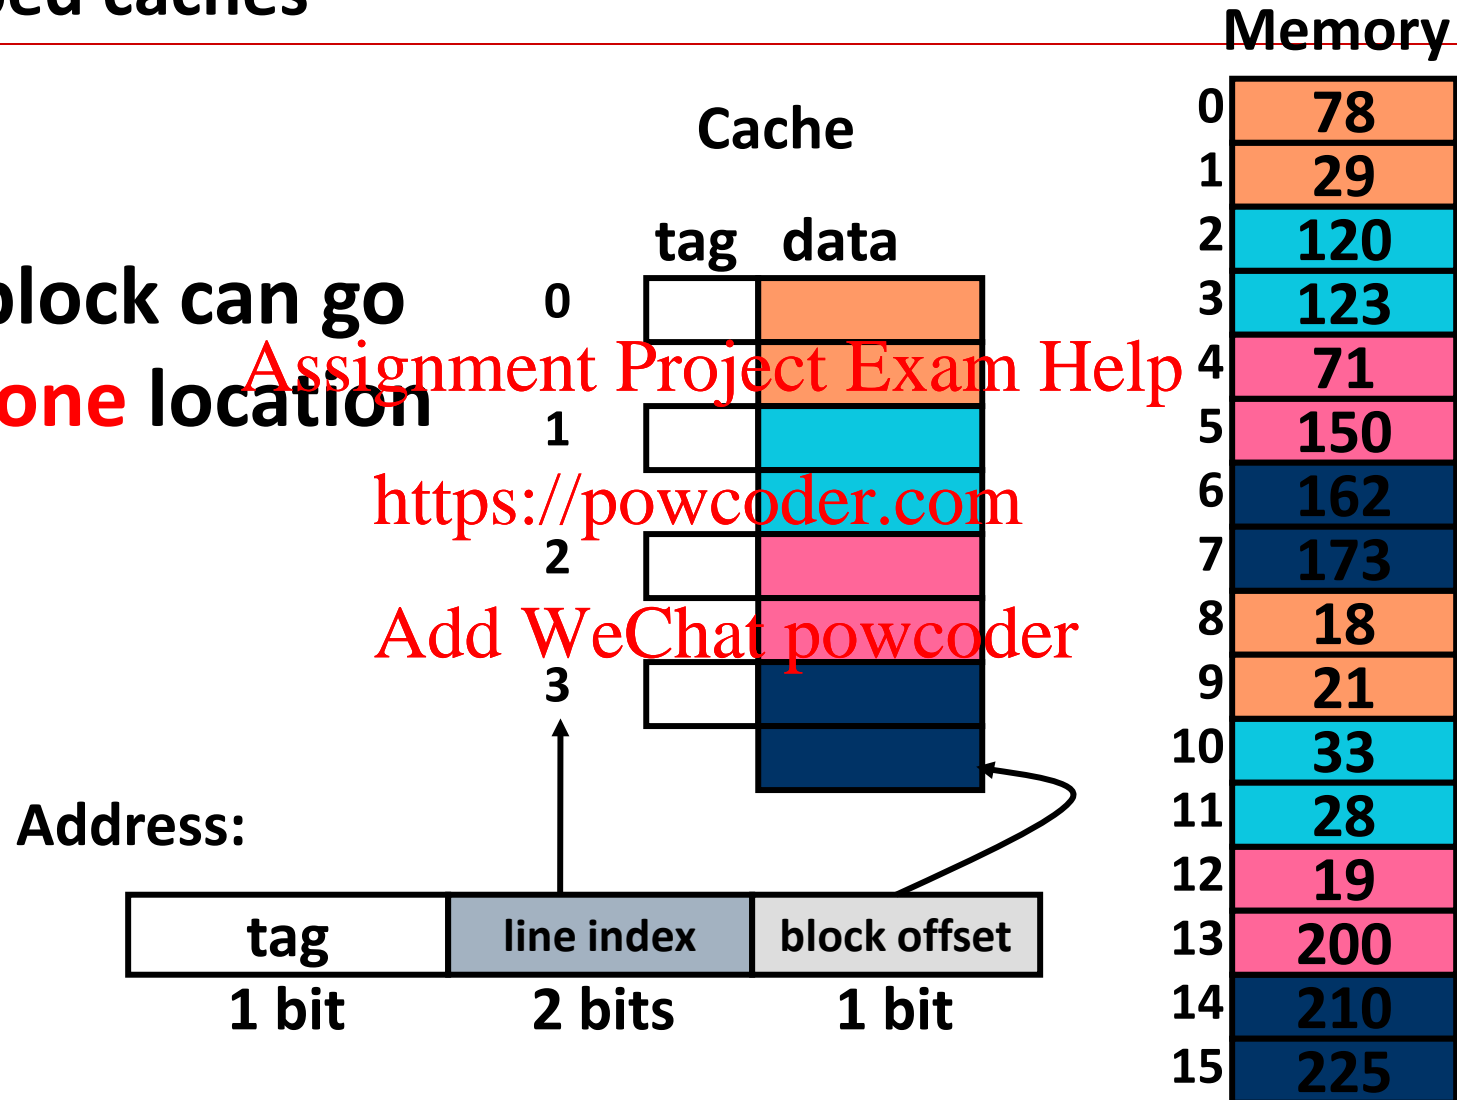 ped caches
Memory
Cache
tag data
block can go
one location
0
1
2
3
Assignment Project Exam Help
https://powcoder.com
Add WeChat powcoder
Address:
tag line index block offset
1 bit 2 bits 1 bit
0 78
1 29
2 120
3 123
4 71
5 150
6 162
7 173
8 18
9 21
10 33
11 28
12 19
13 200
14 210
15 225